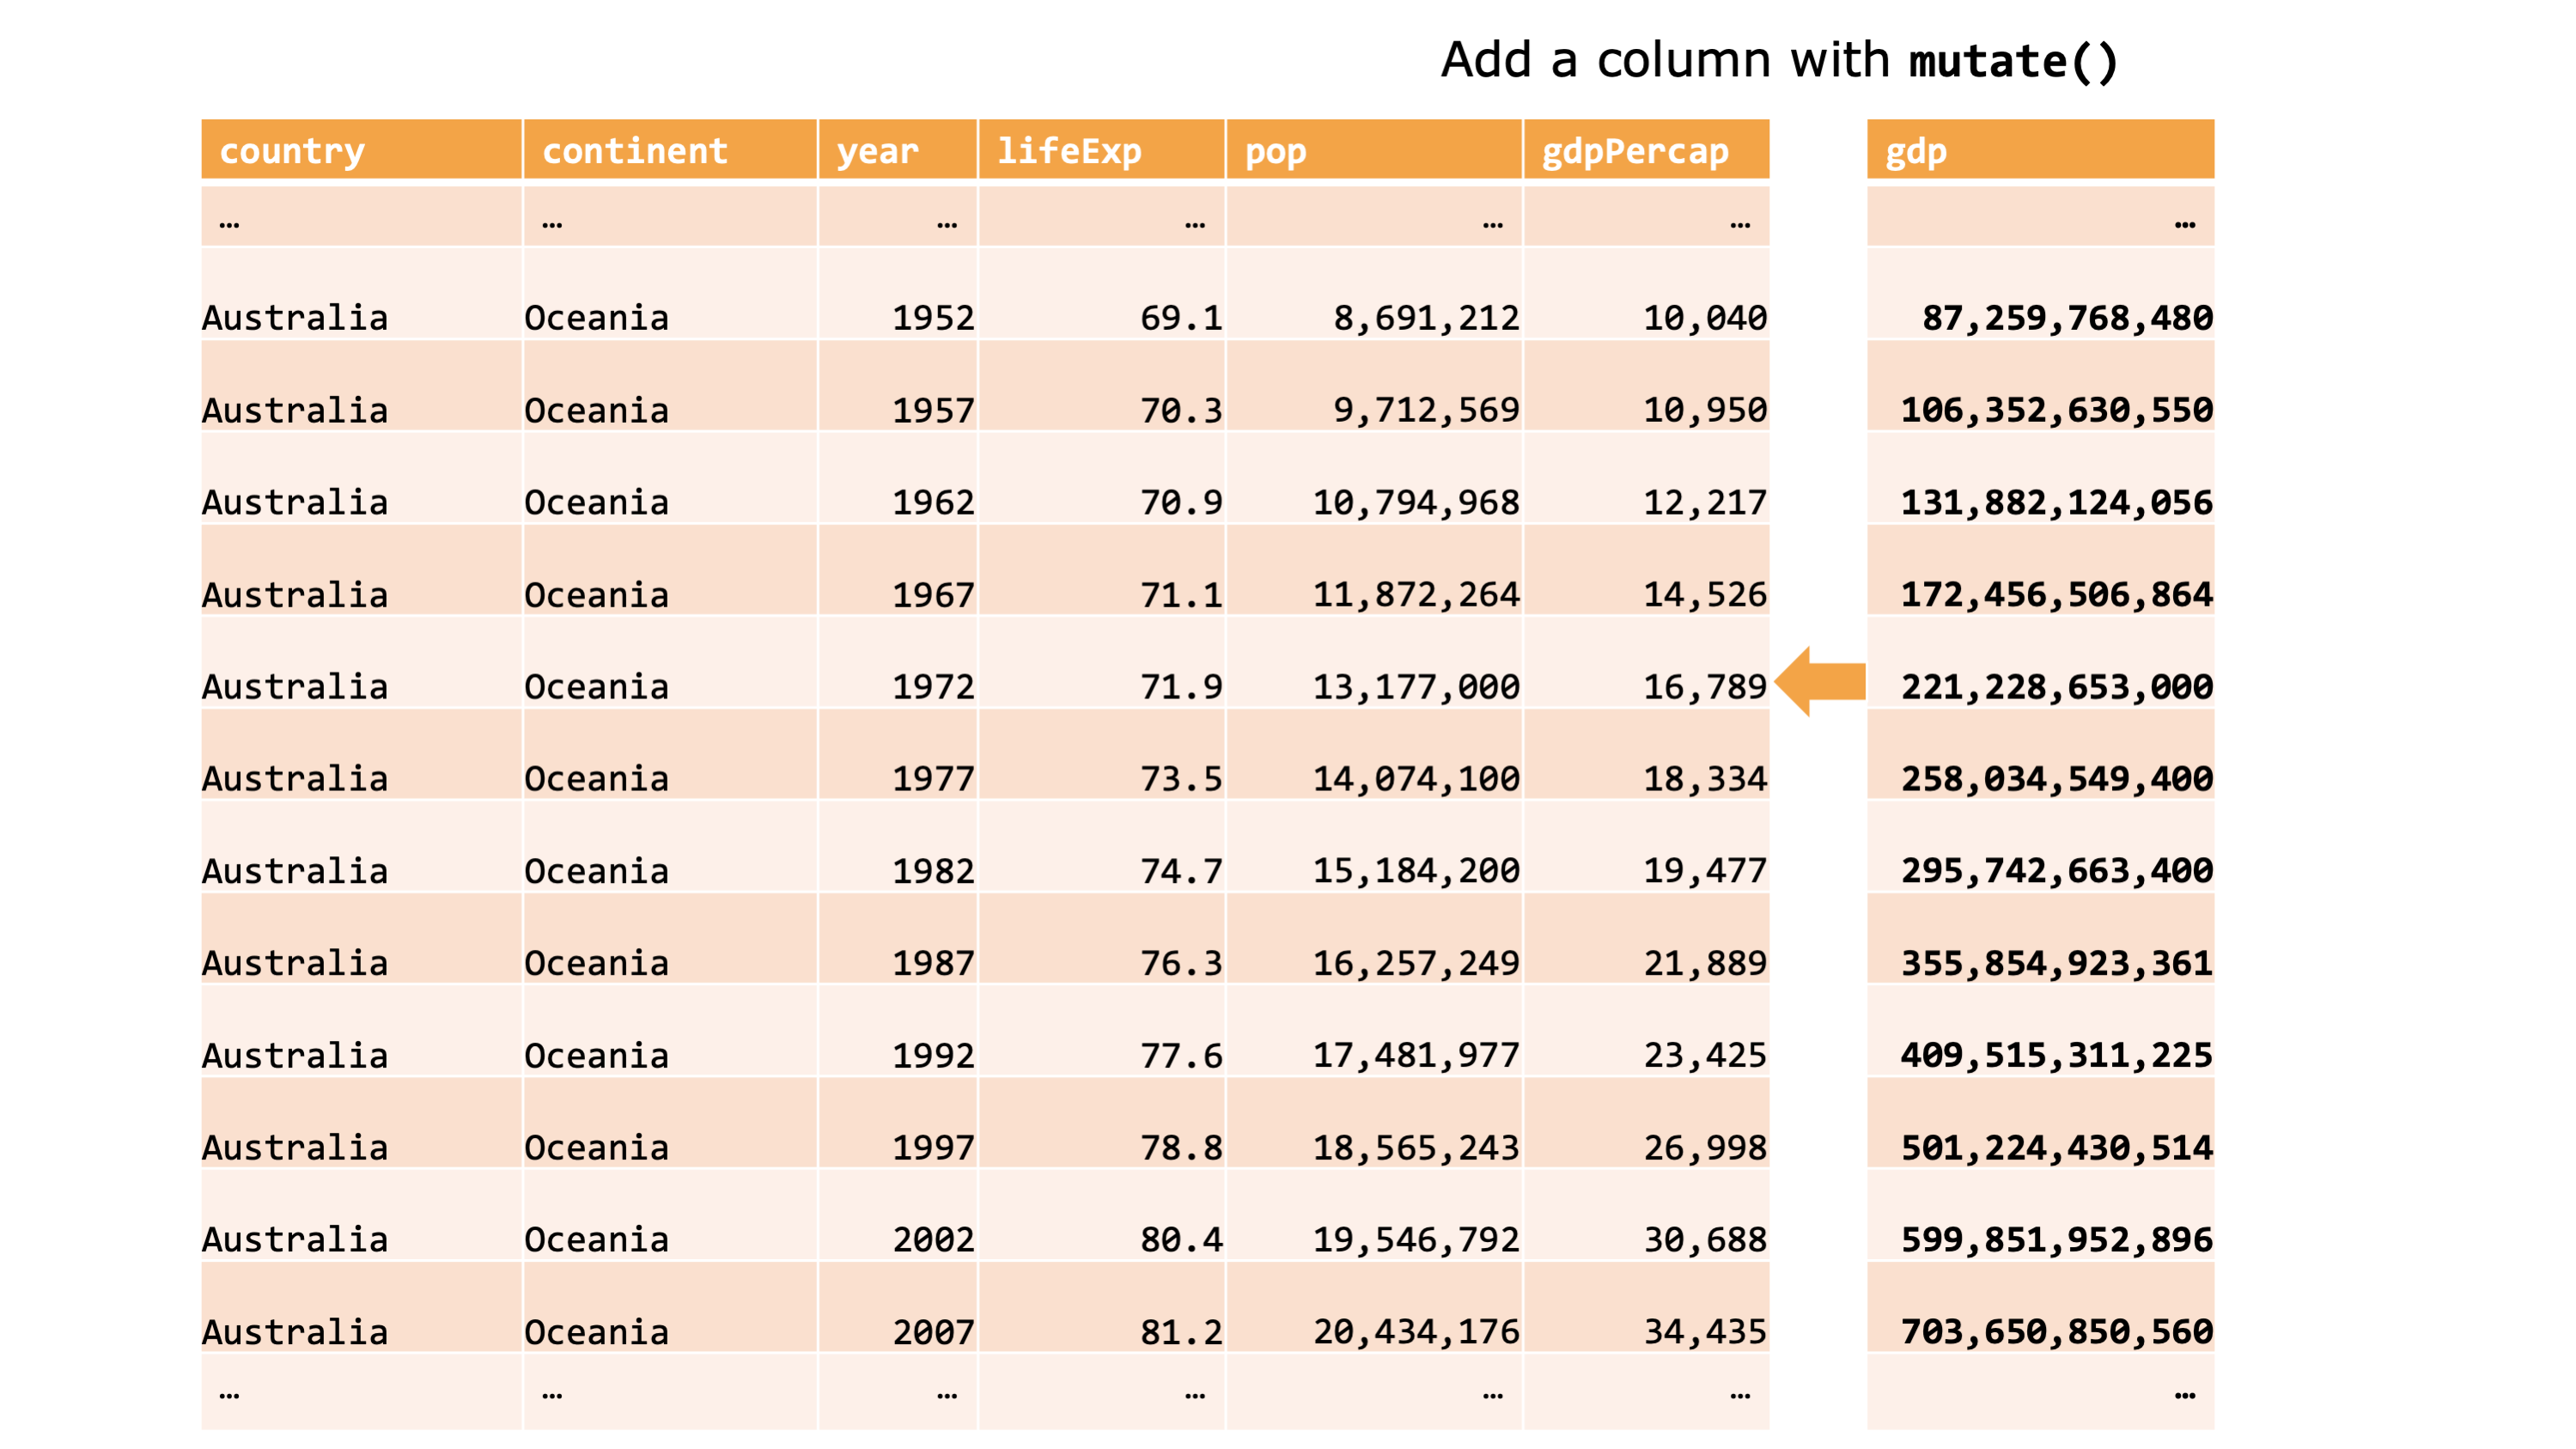 Add a column with mutate()
country continent year lifeExp pop gdpPercap gdp
… … … … … … …
Australia Oceania 1952 69.1 8,691,212 10,040 87,259,768,480
Australia Oceania 1957 70.3 9,712,569 10,950 106,352,630,550
Australia Oceania 1962 70.9 10,794,968 12,217 131,882,124,056
Australia Oceania 1967 71.1 11,872,264 14,526 172,456,506,864
Australia Oceania 1972 71.9 13,177,000 16,789 221,228,653,000
Australia Oceania 1977 73.5 14,074,100 18,334 258,034,549,400
Australia Oceania 1982 74.7 15,184,200 19,477 295,742,663,400
Australia Oceania 1987 76.3 16,257,249 21,889 355,854,923,361
Australia Oceania 1992 77.6 17,481,977 23,425 409,515,311,225
Australia Oceania 1997 78.8 18,565,243 26,998 501,224,430,514
Australia Oceania 2002 80.4 19,546,792 30,688 599,851,952,896
Australia Oceania 2007 81.2 20,434,176 34,435 703,650,850,560
… … … … … … …